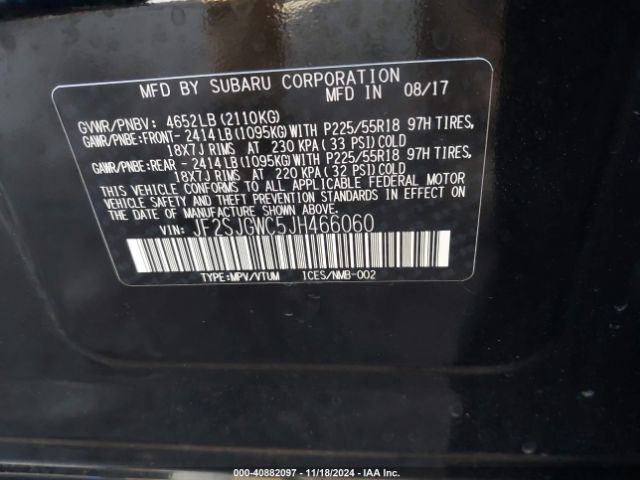 MFD BY SUBARU CORPORATION
MFD IN 08/17
GVWR/PNBV: 4652LB (2110KG)
GAWR/PNBE:FRONT- 2414LB(1095KG)WITH P225/55R18 97H TIRES,
18X7J RIMS AT 230 KPA (33 PSI)COLD
GAWR/PNBE:REAR - 2414LB(1095KG)WITH P225/55R18 97H TIRES,
18X7J RIMS AT 220 KPA (32 PSI)COLD
THIS VEHICLE CONFORMS TO ALL APPLICABLE FEDERAL MOTOR
VEHICLE SAFETY AND THEFT PREVENTION STANDARDS IN EFFECT
ON THE DATE OF MANUFACTURE SHOWN ABOVE.
VIN: JF2SJGWC5JH466060
TYPE:MPV/VTUM ICES/NMB-002
000-40882097 - 11/18/2024 - IAAI.COM